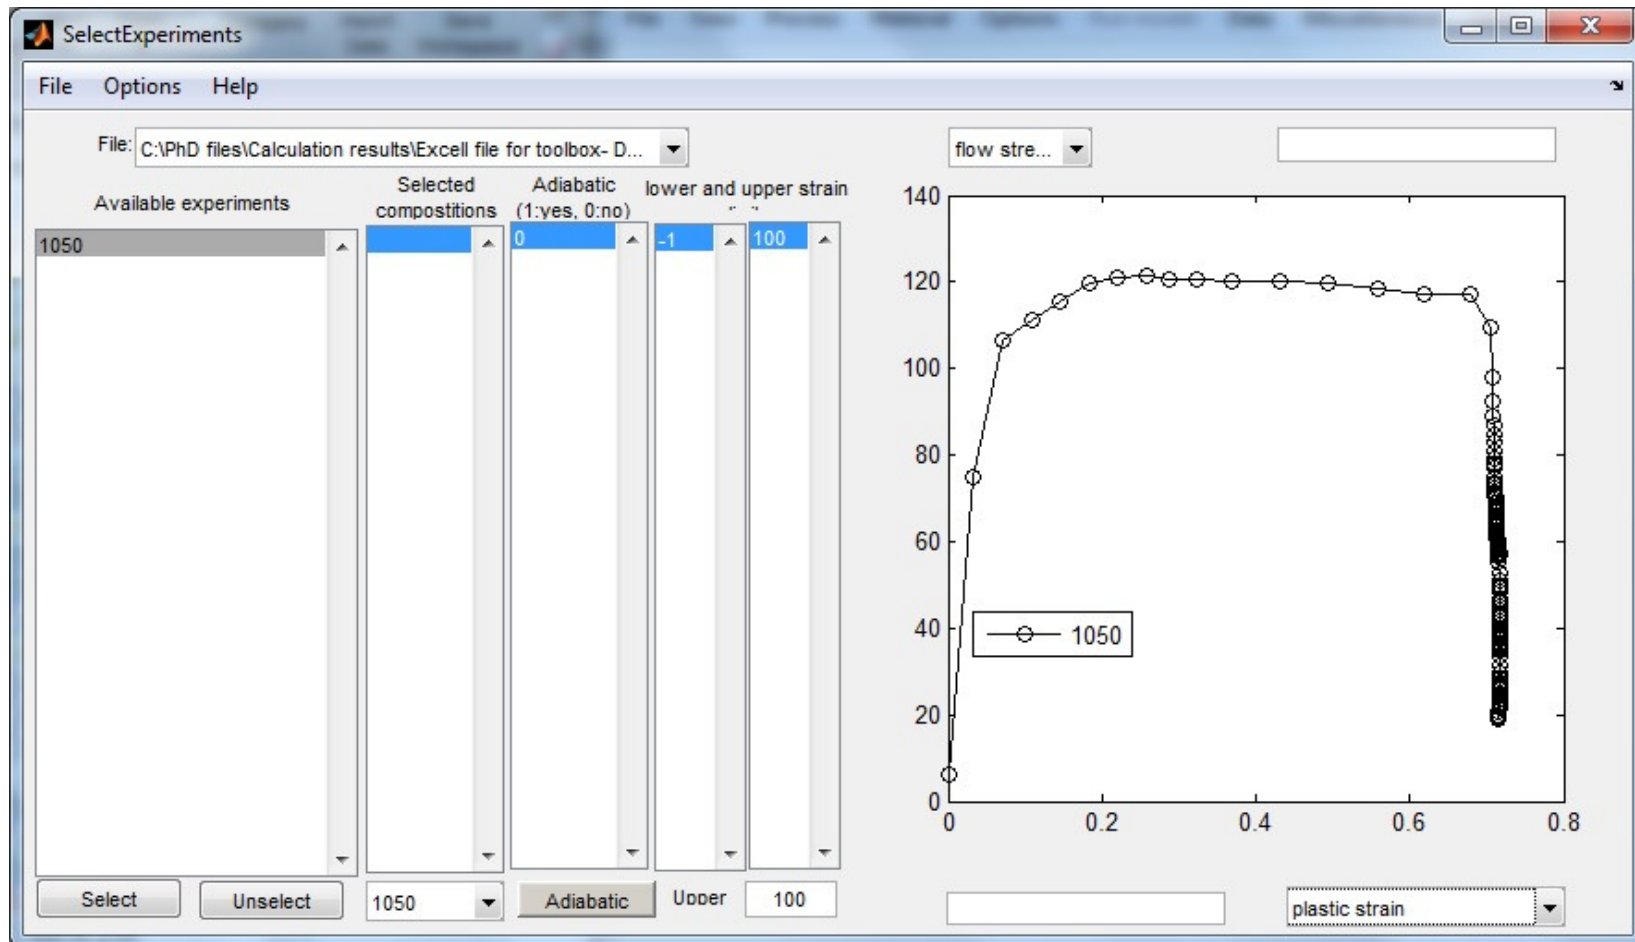 SelectExperiments
File Options Help
File: C:\PhD files\Calculation results\Excell file for toolbox- D...
flow stre...
Available experiments
Selected
compostitions
Adiabatic
(1:yes, 0:no)
lower and upper strain
1050
0
-1
100
140
120
100
80
60
40
20
0
1050
0 0.2 0.4 0.6 0.8
Select
Unselect
1050
Adiabatic
Upper
100
plastic strain